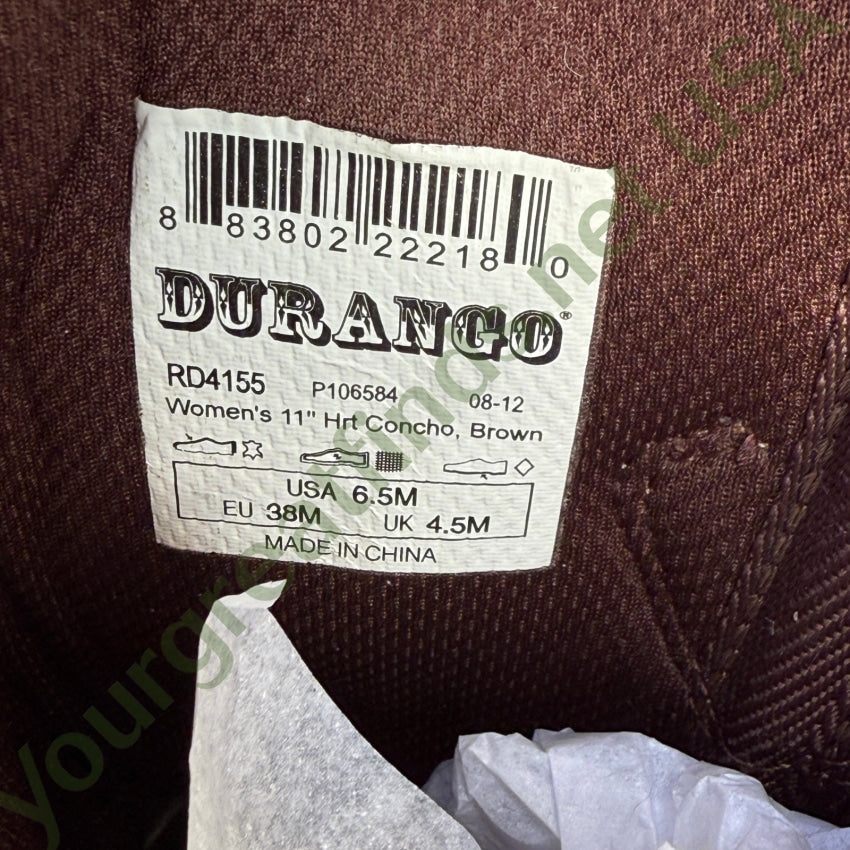 8 83802 22218 0
DURANGO®
RD4155 P106584 08-12
Women's 11" Hrt Concho, Brown
USA 6.5M
EU 38M UK 4.5M
MADE IN CHINA
yourgreatfinds.net USA